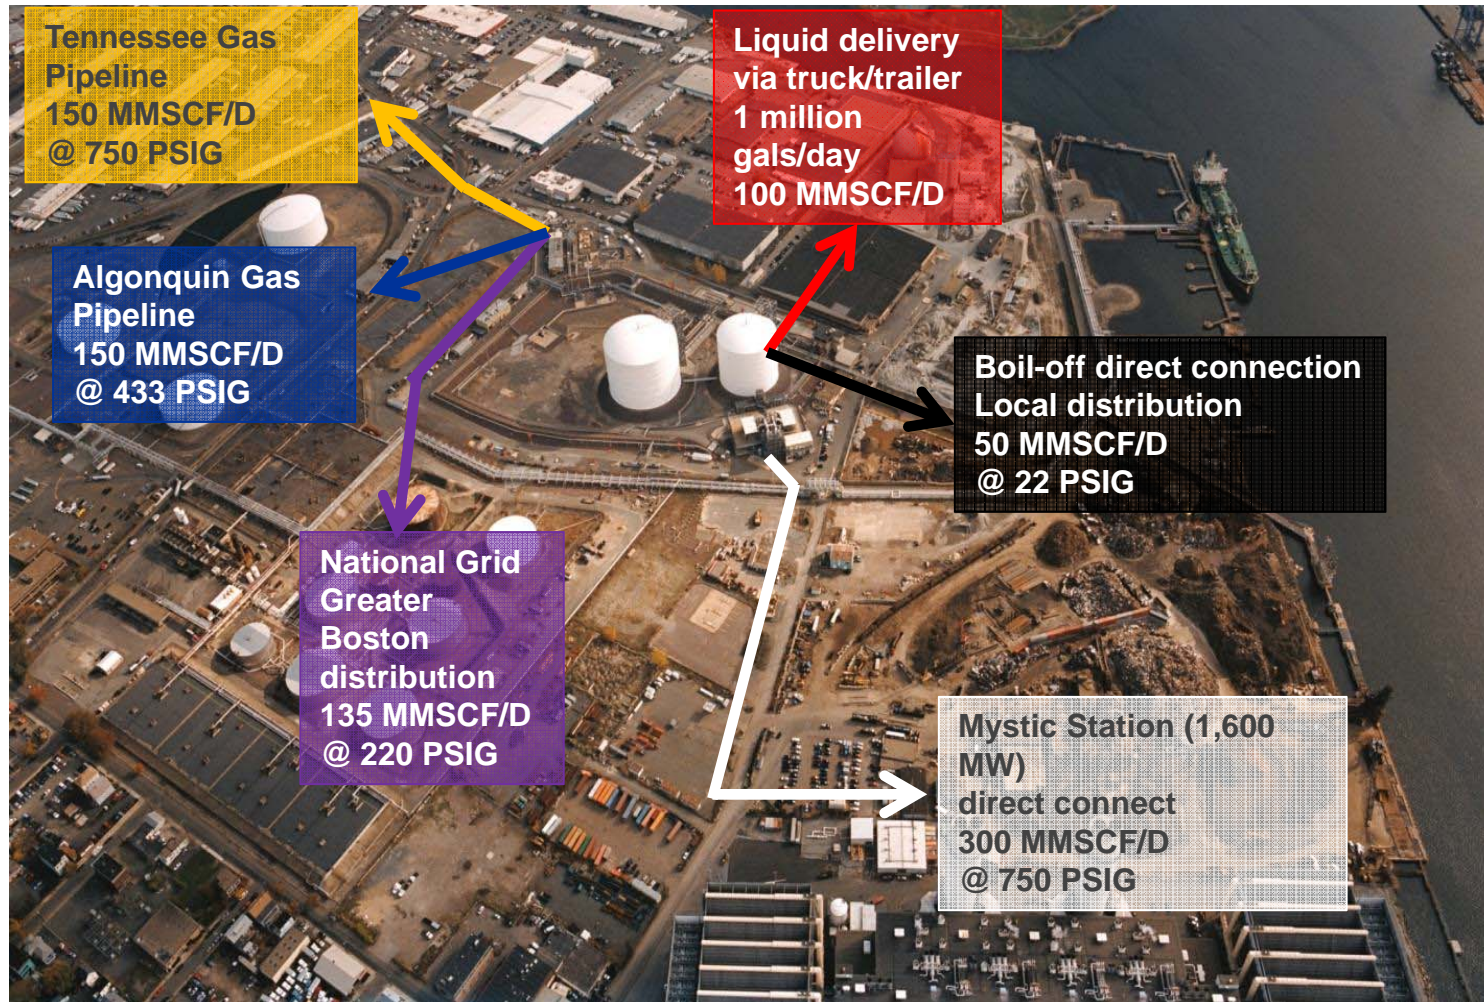 Tennessee Gas
Pipeline
150 MMSCF/D
@ 750 PSIG
Liquid delivery
via truck/trailer
1 million
gals/day
100 MMSCF/D
Algonquin Gas
Pipeline
150 MMSCF/D
@ 433 PSIG
Boil-off direct connection
Local distribution
50 MMSCF/D
@ 22 PSIG
National Grid
Greater
Boston
distribution
135 MMSCF/D
@ 220 PSIG
Mystic Station (1,600
MW)
direct connect
300 MMSCF/D
@ 750 PSIG